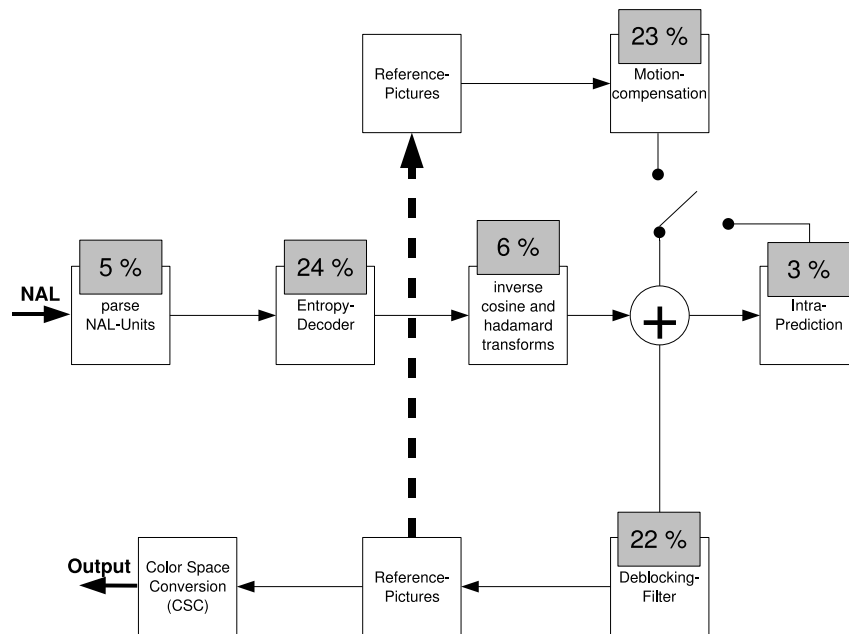 23 %
Reference-
Pictures
Motion-
compensation
5 %
24 %
6 %
3 %
NAL
parse
NAL-Units
Entropy-
Decoder
inverse
cosine and
hadamard
transforms
+
Intra-
Prediction
22 %
Output
Color Space
Conversion
(CSC)
Reference-
Pictures
Deblocking-
Filter